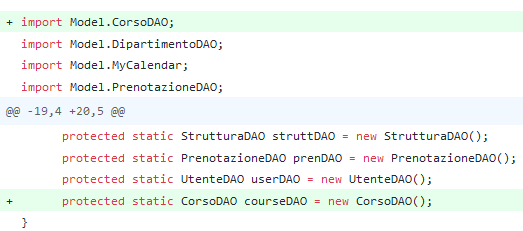 + import Model.CorsoDAO;
import Model.DipartimentoDAO;
import Model.MyCalendar;
import Model.PrenotazioneDAO;
@@ -19,4 +20,5 @@
protected static StrutturaDAO struttDAO = new StrutturaDAO();
protected static PrenotazioneDAO prenDAO = new PrenotazioneDAO();
protected static UtenteDAO userDAO = new UtenteDAO();
+ protected static CorsoDAO courseDAO = new CorsoDAO();
}